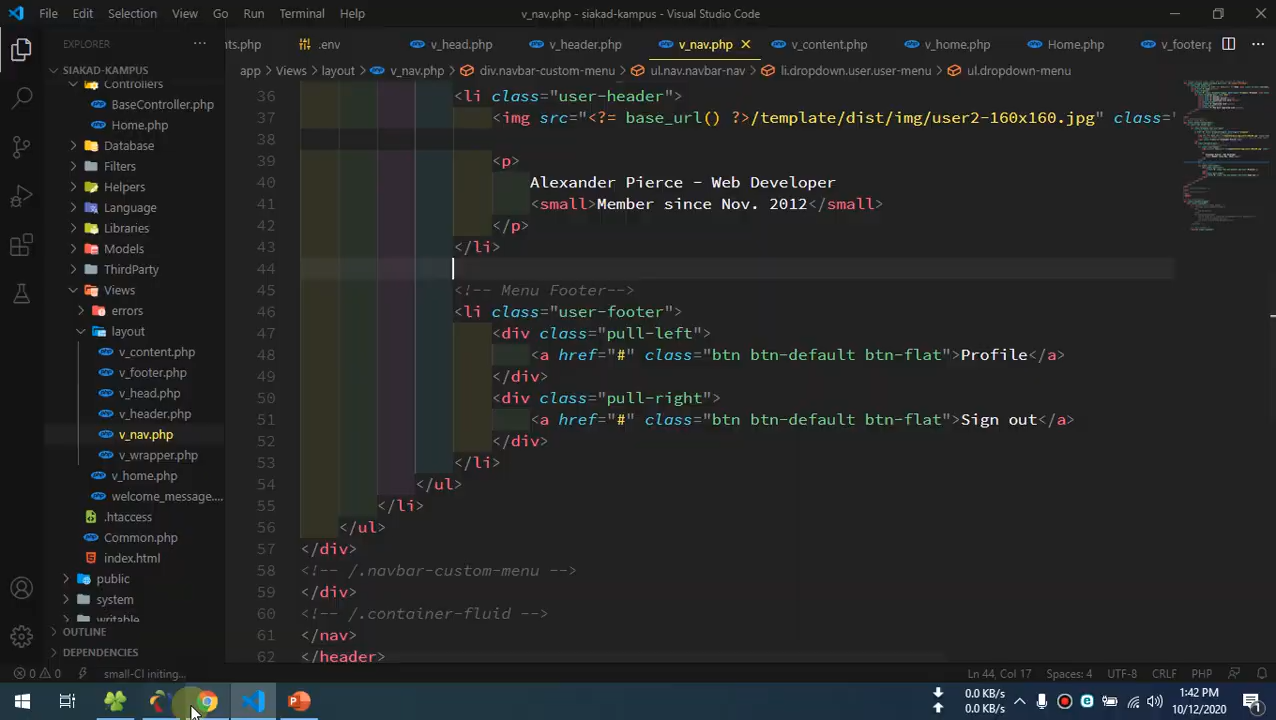 File Edit Selection View Go Run Terminal Help v_nav.php - siakad-kampus - Visual Studio Code
EXPLORER ··· nts.php .env v_head.php v_header.php v_nav.php v_content.php v_home.php Home.php v_footer.p
SIAKAD-KAMPUS app > Views > layout > v_nav.php > div.navbar-custom-menu > ul.nav.navbar-nav > li.dropdown.user.user-menu > ul.dropdown-menu
Controllers
BaseController.php
Home.php
Database
Filters
Helpers
Language
Libraries
Models
ThirdParty
Views
errors
layout
v_content.php
v_footer.php
v_head.php
v_header.php
v_nav.php
v_wrapper.php
v_home.php
welcome_message....
.htaccess
Common.php
index.html
public
system
writable
OUTLINE
DEPENDENCIES
36 <li class="user-header">
37 <img src="<?= base_url() ?>/template/dist/img/user2-160x160.jpg" class="
38
39 <p>
40 Alexander Pierce - Web Developer
41 <small>Member since Nov. 2012</small>
42 </p>
43 </li>
44
45 <!-- Menu Footer-->
46 <li class="user-footer">
47 <div class="pull-left">
48 <a href="#" class="btn btn-default btn-flat">Profile</a>
49 </div>
50 <div class="pull-right">
51 <a href="#" class="btn btn-default btn-flat">Sign out</a>
52 </div>
53 </li>
54 </ul>
55 </li>
56 </ul>
57 </div>
58 <!-- /.navbar-custom-menu -->
59 </div>
60 <!-- /.container-fluid -->
61 </nav>
62 </header>
0 0 small-CI initing... Ln 44, Col 17 Spaces: 4 UTF-8 CRLF PHP
0.0 KB/s
0.0 KB/s
1:42 PM
10/12/2020
1